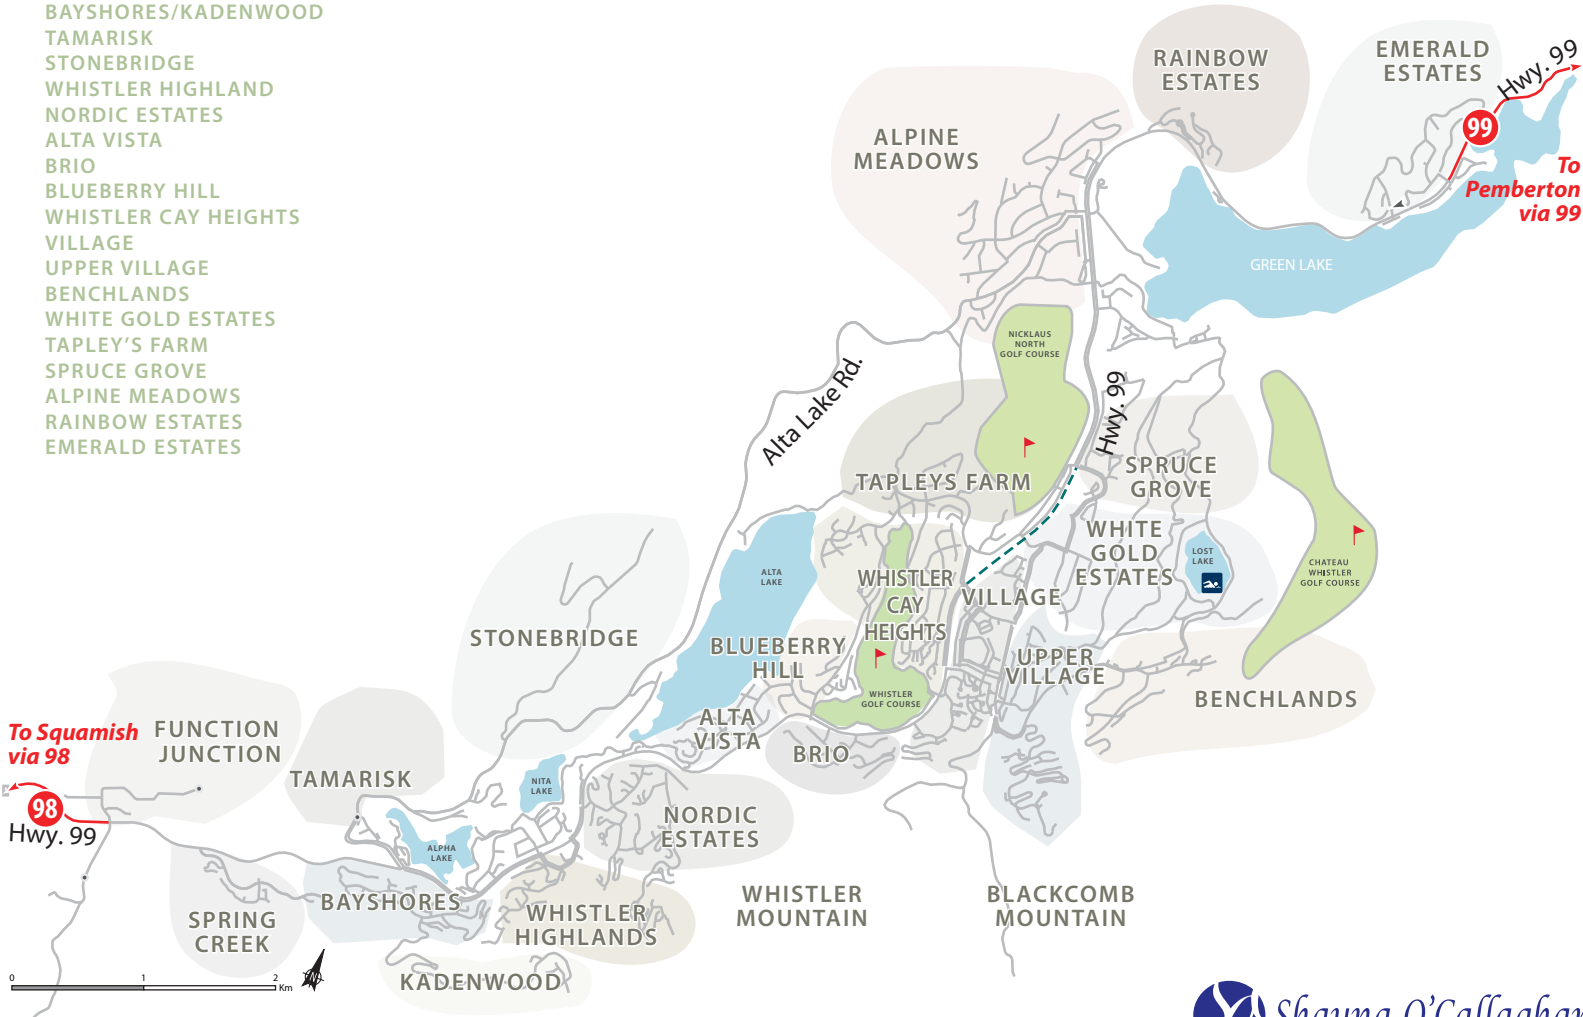 BAYSHORES/KADENWOOD
TAMARISK
STONEBRIDGE
WHISTLER HIGHLAND
NORDIC ESTATES
ALTA VISTA
BRIO
BLUEBERRY HILL
WHISTLER CAY HEIGHTS
VILLAGE
UPPER VILLAGE
BENCHLANDS
WHITE GOLD ESTATES
TAPLEY'S FARM
SPRUCE GROVE
ALPINE MEADOWS
RAINBOW ESTATES
EMERALD ESTATES
RAINBOW
ESTATES
EMERALD
ESTATES
Hwy. 99
99
To
Pemberton
via 99
ALPINE
MEADOWS
GREEN LAKE
NICKLAUS
NORTH
GOLF COURSE
Alta Lake Rd.
Hwy. 99
TAPLEYS FARM
SPRUCE
GROVE
WHITE
GOLD
ESTATES
LOST
LAKE
CHATEAU
WHISTLER
GOLF COURSE
ALTA
LAKE
WHISTLER
CAY
HEIGHTS
VILLAGE
STONEBRIDGE
BLUEBERRY
HILL
UPPER
VILLAGE
BENCHLANDS
WHISTLER
GOLF COURSE
ALTA
VISTA
BRIO
To Squamish
via 98
FUNCTION
JUNCTION
98
Hwy. 99
TAMARISK
NITA
LAKE
NORDIC
ESTATES
ALPHA
LAKE
BAYSHORES
SPRING
CREEK
WHISTLER
HIGHLANDS
WHISTLER
MOUNTAIN
BLACKCOMB
MOUNTAIN
KADENWOOD
0 1 2
Km
Shauna O'Callaghan